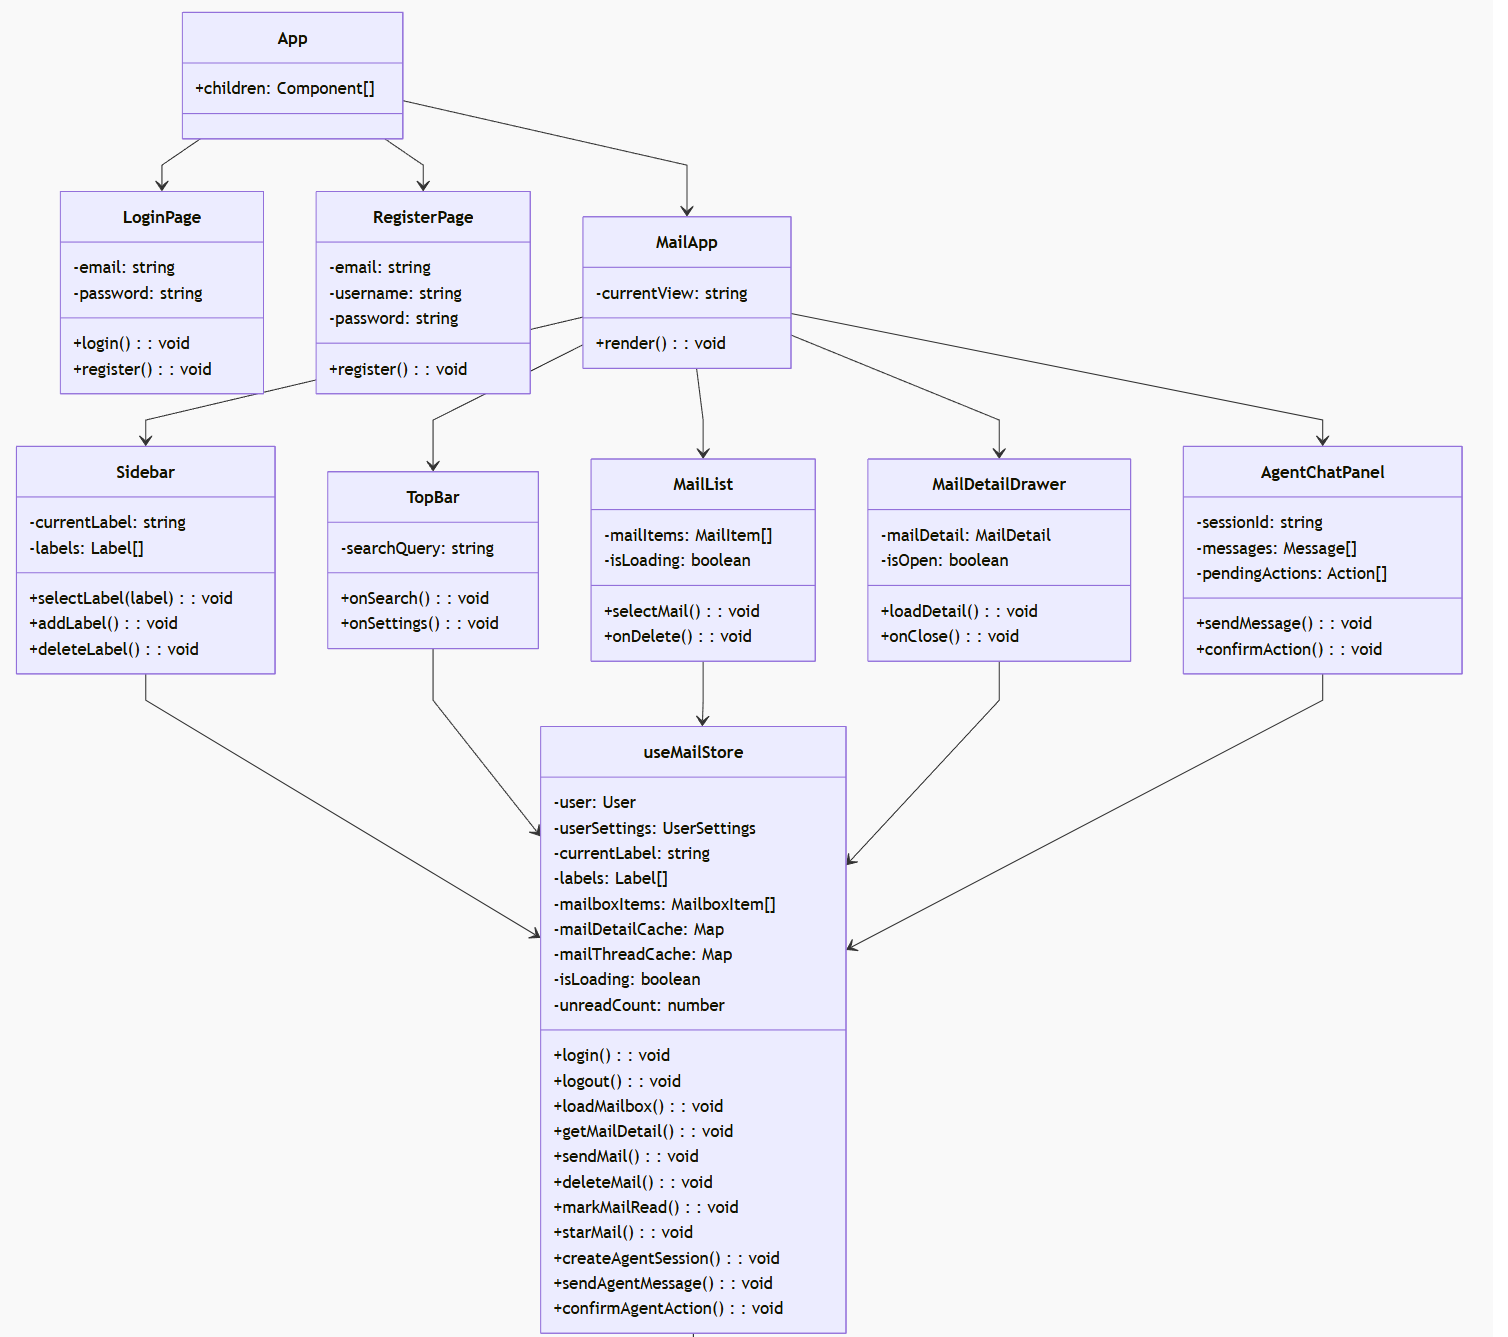 App
+children: Component[]
LoginPage
-email: string
-password: string
+login() : : void
+register() : : void
RegisterPage
-email: string
-username: string
-password: string
+register() : : void
MailApp
-currentView: string
+render() : : void
Sidebar
-currentLabel: string
-labels: Label[]
+selectLabel(label) : : void
+addLabel() : : void
+deleteLabel() : : void
TopBar
-searchQuery: string
+onSearch() : : void
+onSettings() : : void
MailList
-mailItems: MailItem[]
-isLoading: boolean
+selectMail() : : void
+onDelete() : : void
MailDetailDrawer
-mailDetail: MailDetail
-isOpen: boolean
+loadDetail() : : void
+onClose() : : void
AgentChatPanel
-sessionId: string
-messages: Message[]
-pendingActions: Action[]
+sendMessage() : : void
+confirmAction() : : void
useMailStore
-user: User
-userSettings: UserSettings
-currentLabel: string
-labels: Label[]
-mailboxItems: MailboxItem[]
-mailDetailCache: Map
-mailThreadCache: Map
-isLoading: boolean
-unreadCount: number
+login() : : void
+logout() : : void
+loadMailbox() : : void
+getMailDetail() : : void
+sendMail() : : void
+deleteMail() : : void
+markMailRead() : : void
+starMail() : : void
+createAgentSession() : : void
+sendAgentMessage() : : void
+confirmAgentAction() : : void